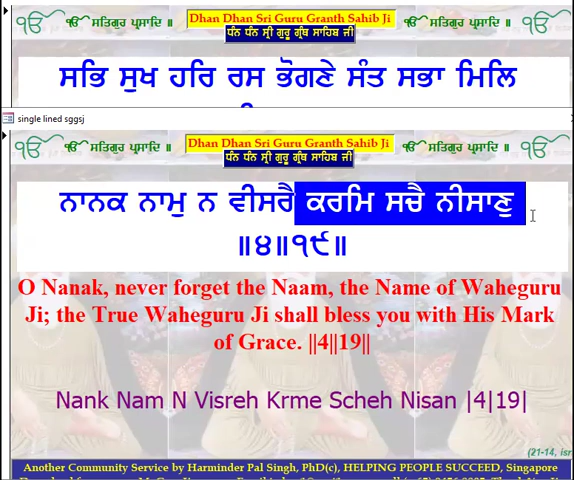 ੴ ਸਤਿਗੁਰ ਪ੍ਰਸਾਦਿ ॥ Dhan Dhan Sri Guru Granth Sahib Ji ੴ ਸਤਿਗੁਰ ਪ੍ਰਸਾਦਿ ॥ ੴ
ਧੰਨ ਧੰਨ ਸ੍ਰੀ ਗੁਰੂ ਗ੍ਰੰਥ ਸਾਹਿਬ ਜੀ
ਸਭਿ ਸੁਖ ਹਰਿ ਰਸ ਭੋਗਣੇ ਸੰਤ ਸਭਾ ਮਿਲਿ
single lined sggsj
ੴ ੴ ਸਤਿਗੁਰ ਪ੍ਰਸਾਦਿ ॥ Dhan Dhan Sri Guru Granth Sahib Ji ੴ ਸਤਿਗੁਰ ਪ੍ਰਸਾਦਿ ॥ ੴ
ਧੰਨ ਧੰਨ ਸ੍ਰੀ ਗੁਰੂ ਗ੍ਰੰਥ ਸਾਹਿਬ ਜੀ
ਨਾਨਕ ਨਾਮੁ ਨ ਵੀਸਰੈ ਕਰਮਿ ਸਚੈ ਨੀਸਾਣੁ
॥੪॥੧੯॥
O Nanak, never forget the Naam, the Name of Waheguru
Ji; the True Waheguru Ji shall bless you with His Mark
of Grace. ||4||19||
Nank Nam N Visreh Krme Scheh Nisan |4|19|
(21-14, isr
Another Community Service by Harminder Pal Singh, PhD(c), HELPING PEOPLE SUCCEED, Singapore